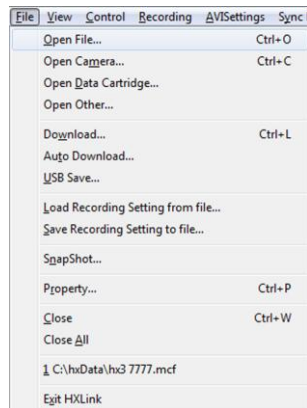 File View Control Recording AVISettings Sync
Open File... Ctrl+O
Open Camera... Ctrl+C
Open Data Cartridge...
Open Other...
Download... Ctrl+L
Auto Download...
USB Save...
Load Recording Setting from file...
Save Recording Setting to file...
SnapShot...
Property... Ctrl+P
Close Ctrl+W
Close All
1 C:\hxData\hx3 7777.mcf
Exit HXLink